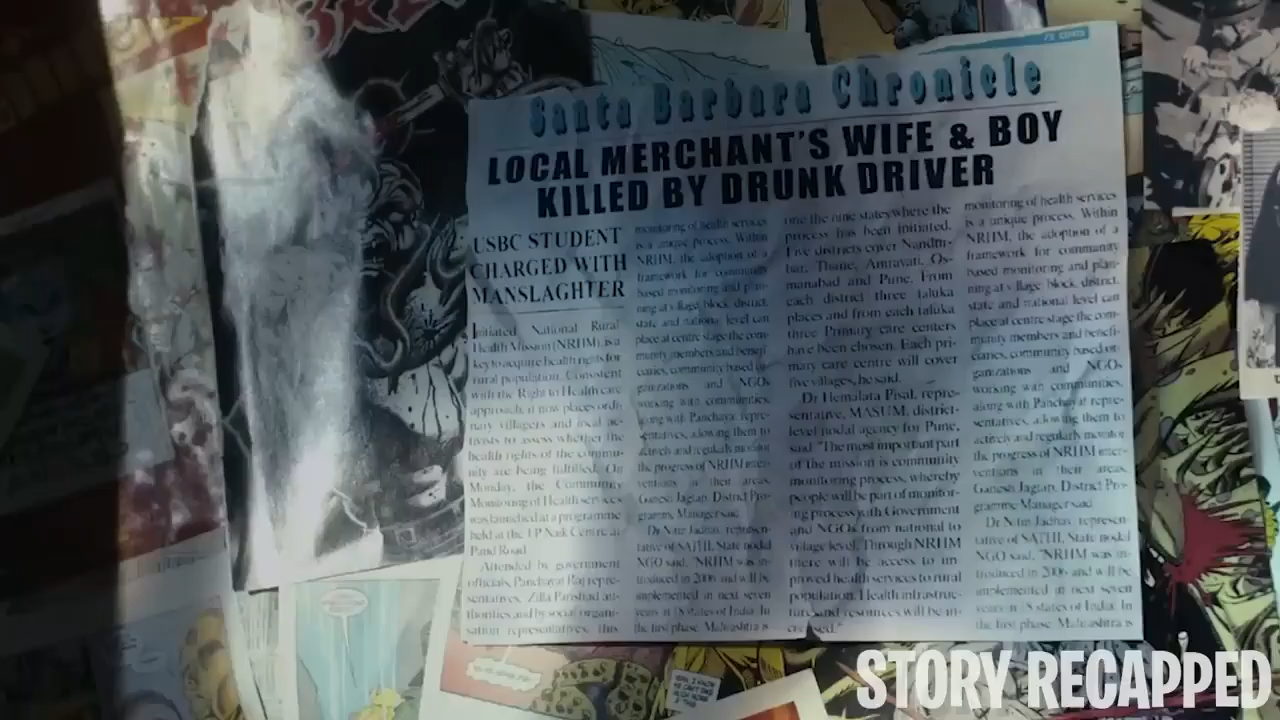 75 CENTS
Santa Barbara Chronicle
LOCAL MERCHANT'S WIFE & BOY
KILLED BY DRUNK DRIVER
USBC STUDENT
CHARGED WITH
MANSLAGHTER
Initiated National Rural
Health Mission (NRHM), is a
key to acquire health rights for
rural population. Consistent
with the Right to Healthcare
approach, it now places ordi-
nary villagers and local ac-
tivists to assess whether the
health rights of the commu-
nity are being fulfilled. On
Monday, the Community
Monitoring of Health services
was launched at a programme
held at the
Pand Road.
Attended by government
officials, Panchayat Raj repre-
sentatives, Zilla Parishad au-
thorities and by social organi-
sation representatives, this
monitoring of health services
is a unique process. Within
NRHM, the adoption of a
framework for community
based monitoring and plan-
ning at village, block, district,
state and national level can
place at centre stage the com-
munity members and benefi-
ciaries, community based or-
ganizations and NGOs
working with communities,
along with Panchayat repre-
sentatives, allowing them to
actively and regularly monitor
the progress of NRHM inter-
ventions in their areas,
Ganesh Jagtap, District Pro-
gramme Manager said.
Dr Nitin Jadhav, represen-
tative of SATHI, State nodal
NGO said, "NRHM was in-
troduced in 2006 and will be
implemented in next seven
years in 18 states of India. In
the first phase, Maharashtra is
one the nine states where the
process has been initiated.
Five districts cover Nandur-
bar, Thane, Amravati, Os-
manabad and Pune. From
each district three taluka
places and from each taluka
three Primary care centers
have been chosen. Each pri-
mary care centre will cover
five villages, he said.
Dr Hemalata Pisal, repre-
sentative, MASUM, district-
level nodal agency for Pune,
said "The most important part
of the mission is community
monitoring process, whereby
people will be part of monitor-
ing process with Government
and NGOs from national to
village level. Through NRHM
there will be access to im-
proved health services to rural
population. Health infrastruc-
ture and resources will be in-
creased."
monitoring of health services
is a unique process. Within
NRHM, the adoption of a
framework for community
based monitoring and plan-
ning at village, block, district,
state and national level can
place at centre stage the com-
munity members and benefi-
ciaries, community based or-
ganizations and NGOs
working with communities,
along with Panchayat repre-
sentatives, allowing them to
actively and regularly monitor
the progress of NRHM inter-
ventions in their areas,
Ganesh Jagtap, District Pro-
gramme Manager said.
Dr Nitin Jadhav, represen-
tative of SATHI, State nodal
NGO said, "NRHM was in-
troduced in 2006 and will be
implemented in next seven
years in 18 states of India. In
the first phase, Maharashtra is
STORY RECAPPED